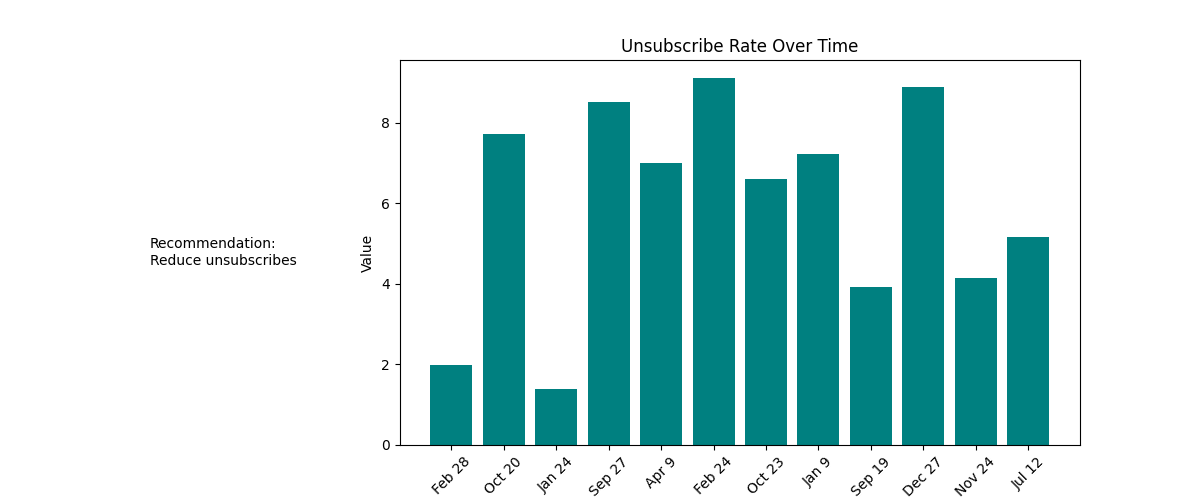 Unsubscribe Rate Over Time
Recommendation:
Reduce unsubscribes
Value
8
6
4
2
0
Feb 28
Oct 20
Jan 24
Sep 27
Apr 9
Feb 24
Oct 23
Jan 9
Sep 19
Dec 27
Nov 24
Jul 12